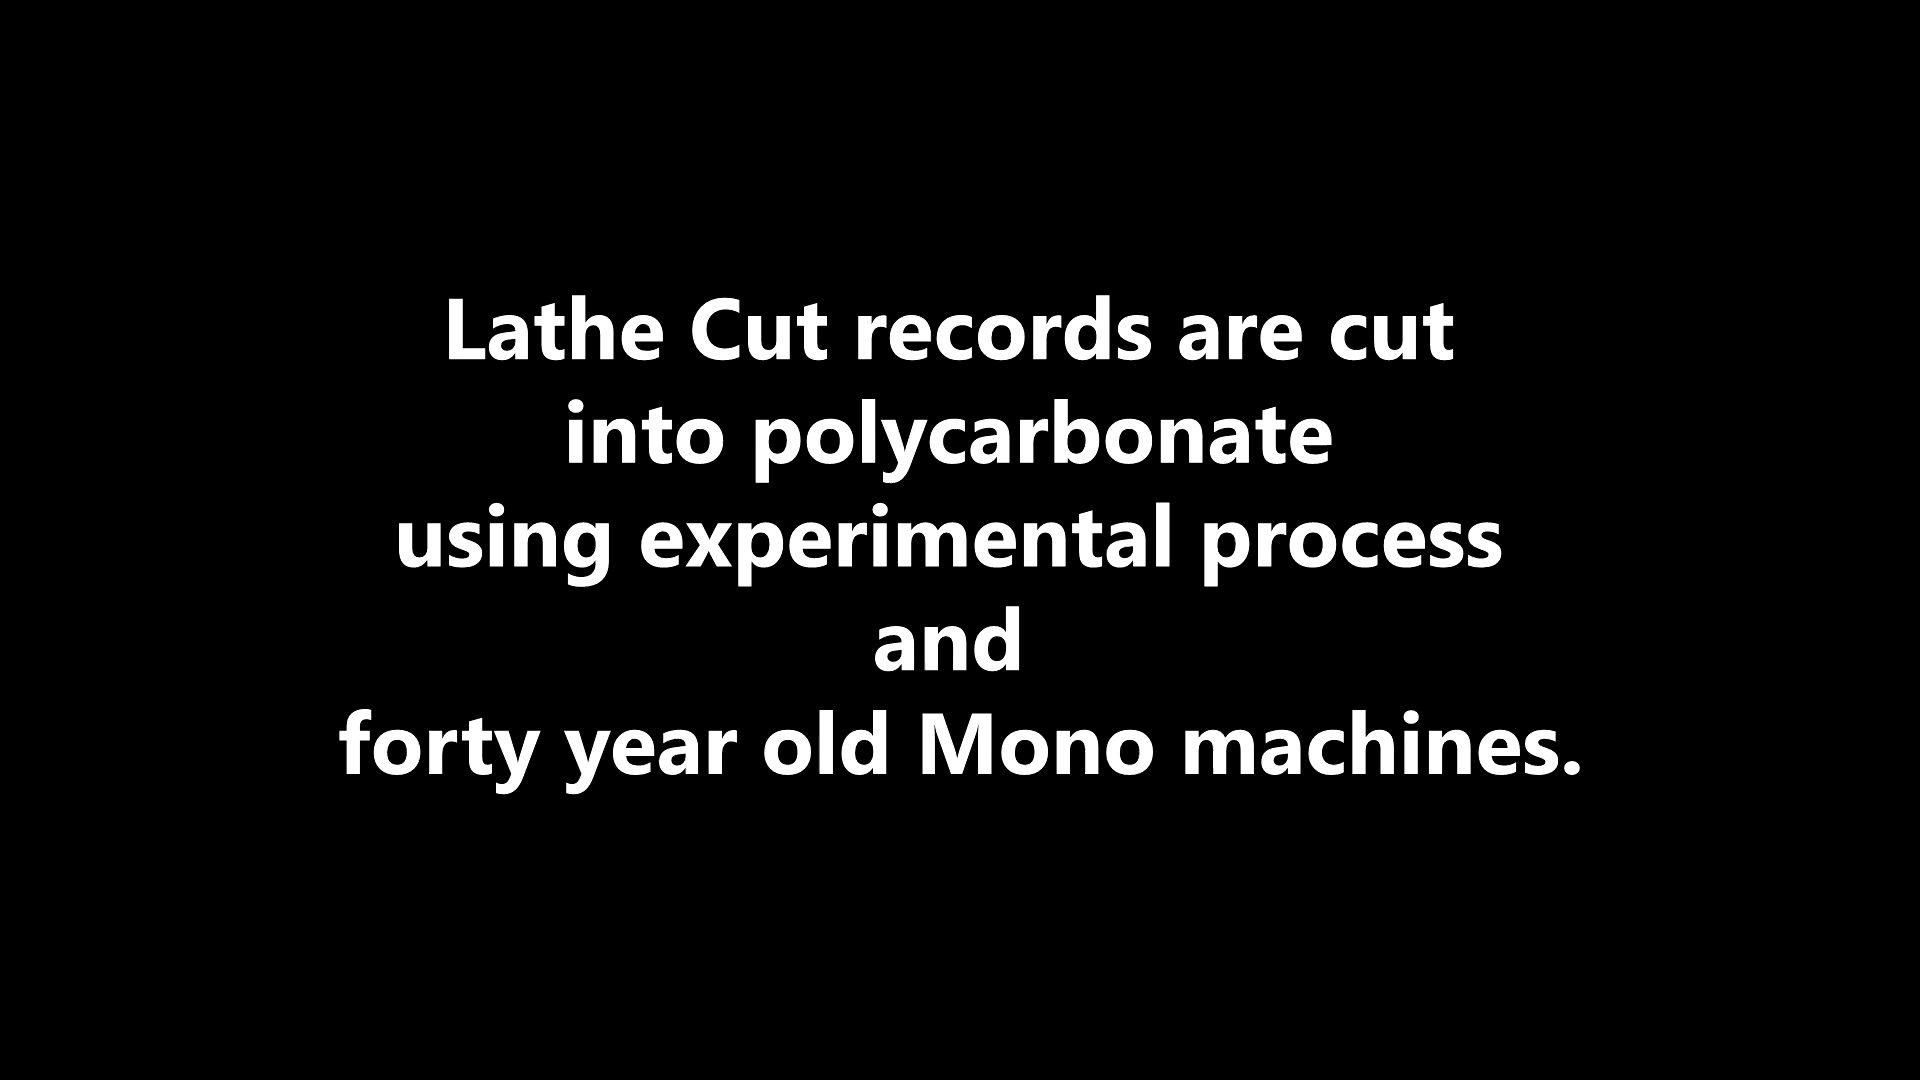 Lathe Cut records are cut
into polycarbonate
using experimental process
and
forty year old Mono machines.